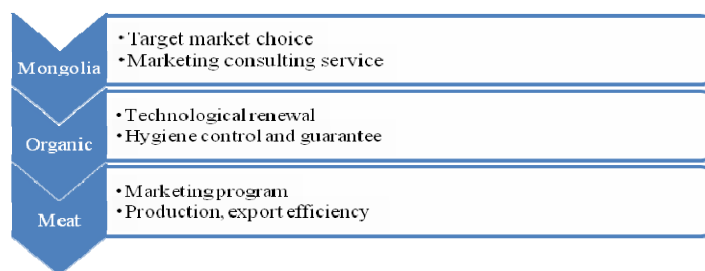 Mongolia
• Target market choice
• Marketing consulting service
Organic
• Technological renewal
• Hygiene control and guarantee
Meat
• Marketing program
• Production, export efficiency